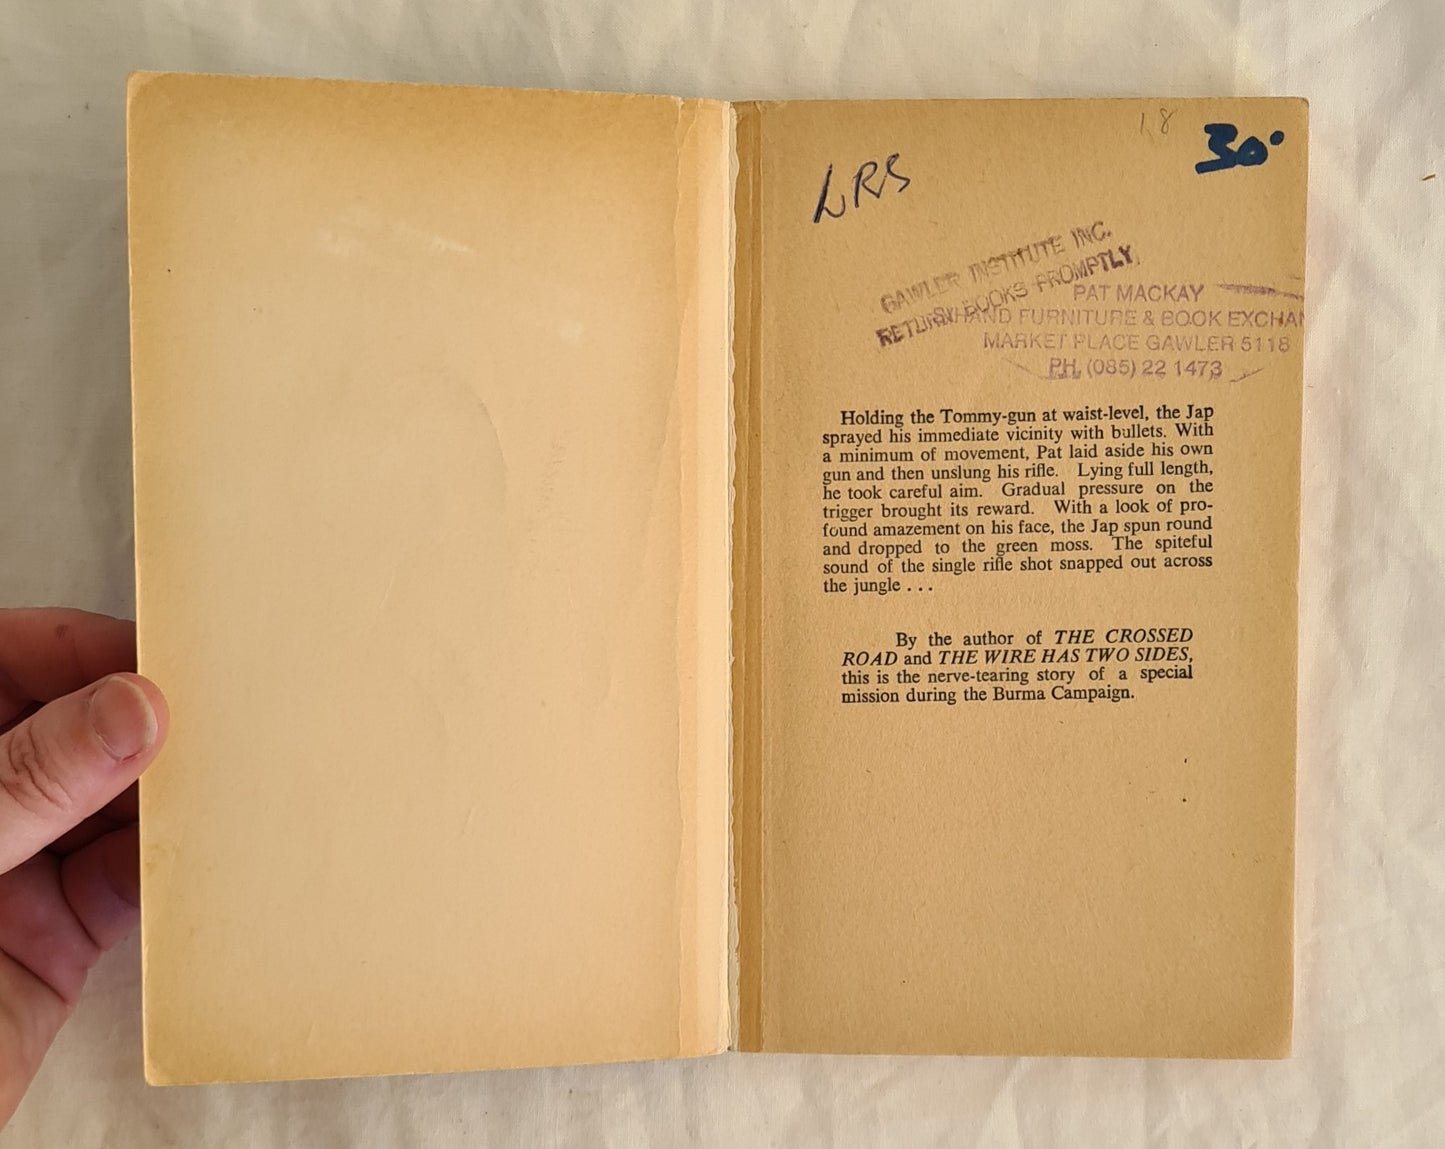 1.8
30.
LRS
GAWLER INSTITUTE INC.
RETURN BOOKS PROMPTLY
PAT MACKAY
HAND FURNITURE & BOOK EXCHAN
MARKET PLACE GAWLER 5118
PH. (085) 22 1473
Holding the Tommy-gun at waist-level, the Jap
sprayed his immediate vicinity with bullets. With
a minimum of movement, Pat laid aside his own
gun and then unslung his rifle. Lying full length,
he took careful aim. Gradual pressure on the
trigger brought its reward. With a look of pro-
found amazement on his face, the Jap spun round
and dropped to the green moss. The spiteful
sound of the single rifle shot snapped out across
the jungle . . .
By the author of THE CROSSED
ROAD and THE WIRE HAS TWO SIDES,
this is the nerve-tearing story of a special
mission during the Burma Campaign.